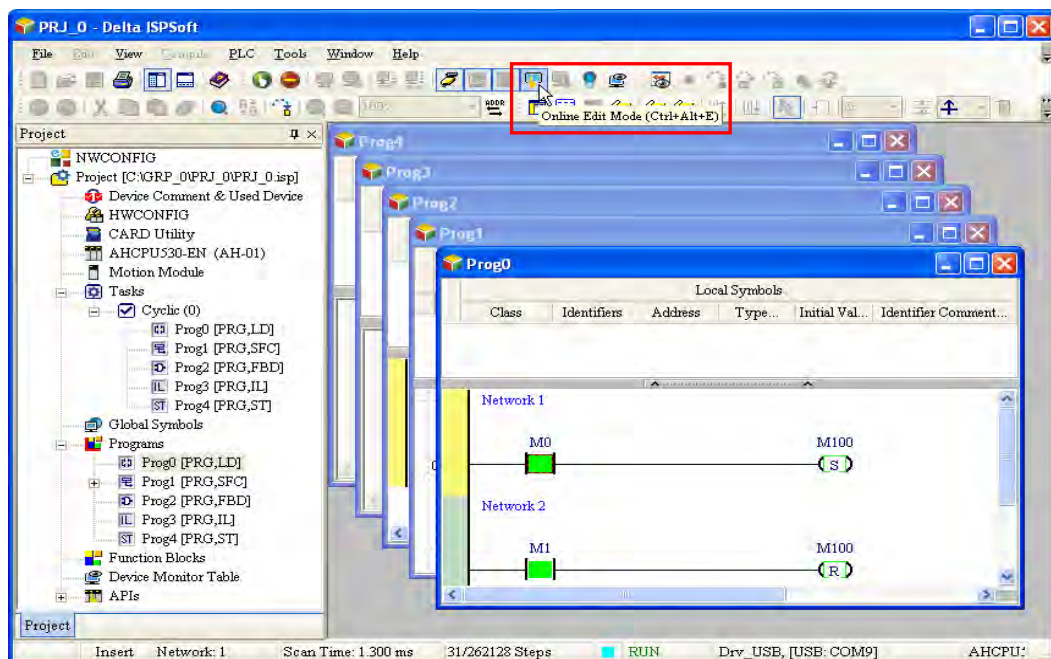 PRJ_0 - Delta ISPSoft
File Edit View Compile PLC Tools Window Help
100%
ADDR
Online Edit Mode (Ctrl+Alt+E)
Project
NWCONFIG
Project [C:\GRP_0\PRJ_0\PRJ_0.isp]
Device Comment & Used Device
HWCONFIG
CARD Utility
AHCPU530-EN (AH-01)
Motion Module
Tasks
Cyclic (0)
Prog0 [PRG,LD]
Prog1 [PRG,SFC]
Prog2 [PRG,FBD]
IL Prog3 [PRG,IL]
ST Prog4 [PRG,ST]
Global Symbols
Programs
Prog0 [PRG,LD]
Prog1 [PRG,SFC]
Prog2 [PRG,FBD]
IL Prog3 [PRG,IL]
ST Prog4 [PRG,ST]
Function Blocks
Device Monitor Table
APIs
Project
Prog4
Prog3
Prog2
Prog1
Prog0
Local Symbols
Class Identifiers Address Type... Initial Val... Identifier Comment...
Network 1
M0 M100
S
Network 2
M1 M100
R
Insert Network: 1 Scan Time: 1.300 ms 31/262128 Steps RUN Drv_USB, [USB: COM9] AHCPU: